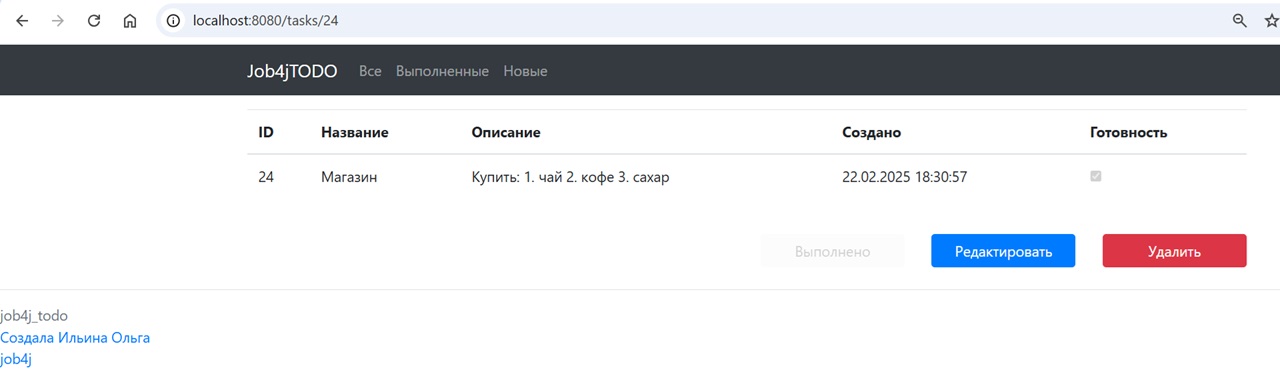 localhost:8080/tasks/24
Job4jTODO Все Выполненные Новые
ID Название Описание Создано Готовность
24 Магазин Купить: 1. чай 2. кофе 3. сахар 22.02.2025 18:30:57
Выполнено Редактировать Удалить
job4j_todo
Создала Ильина Ольга
job4j